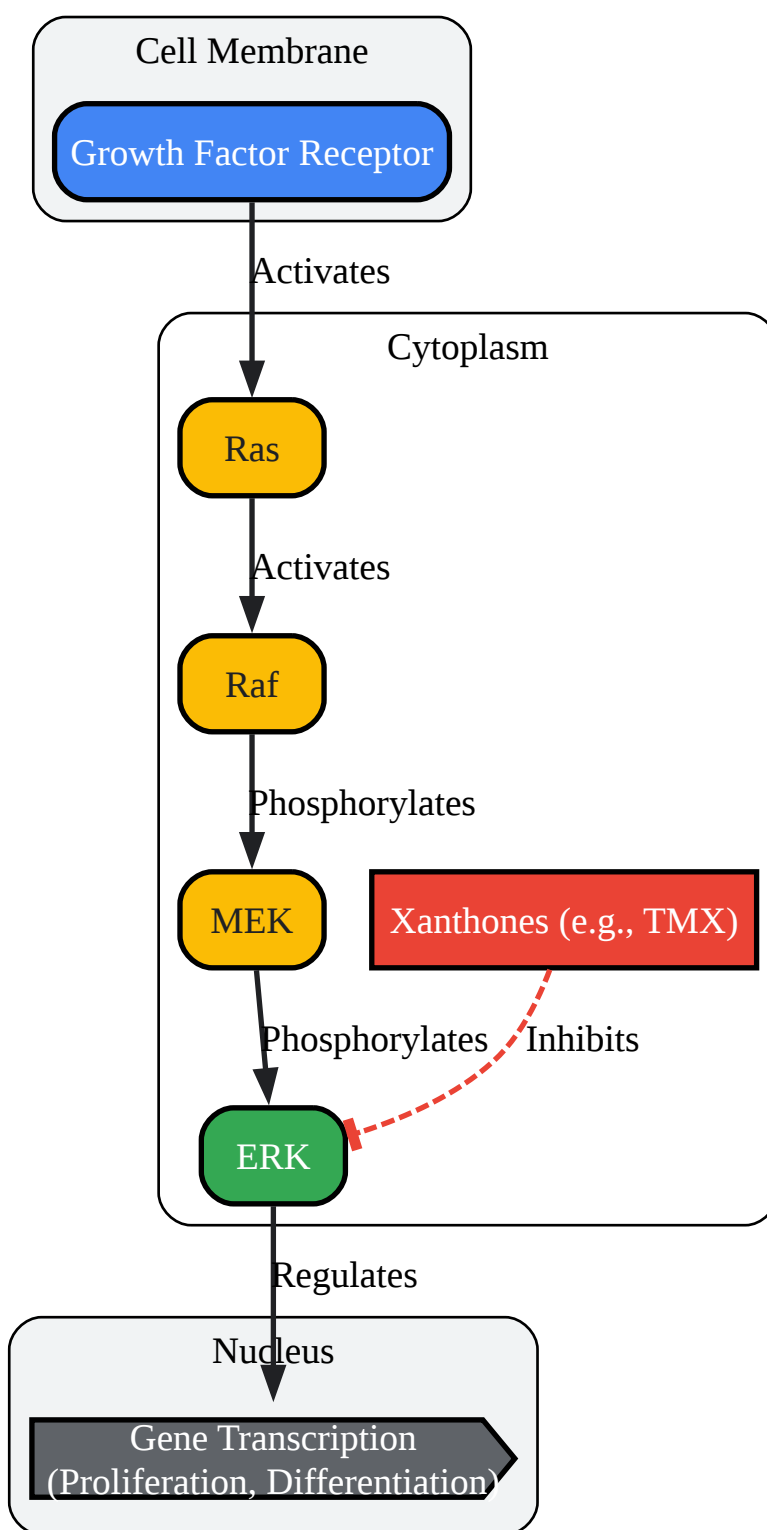 Cell Membrane
Growth Factor Receptor
Activates
Cytoplasm
Ras
Activates
Raf
Phosphorylates
MEK
Xanthones (e.g., TMX)
Phosphorylates
Inhibits
ERK
Regulates
Nucleus
Gene Transcription
(Proliferation, Differentiation)